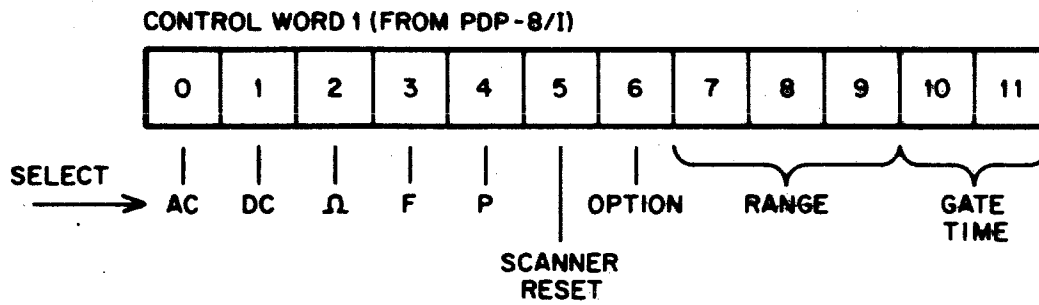 CONTROL WORD 1 (FROM PDP-8/I)
0 1 2 3 4 5 6 7 8 9 10 11
SELECT
AC DC Ω F P OPTION RANGE GATE
TIME
SCANNER
RESET